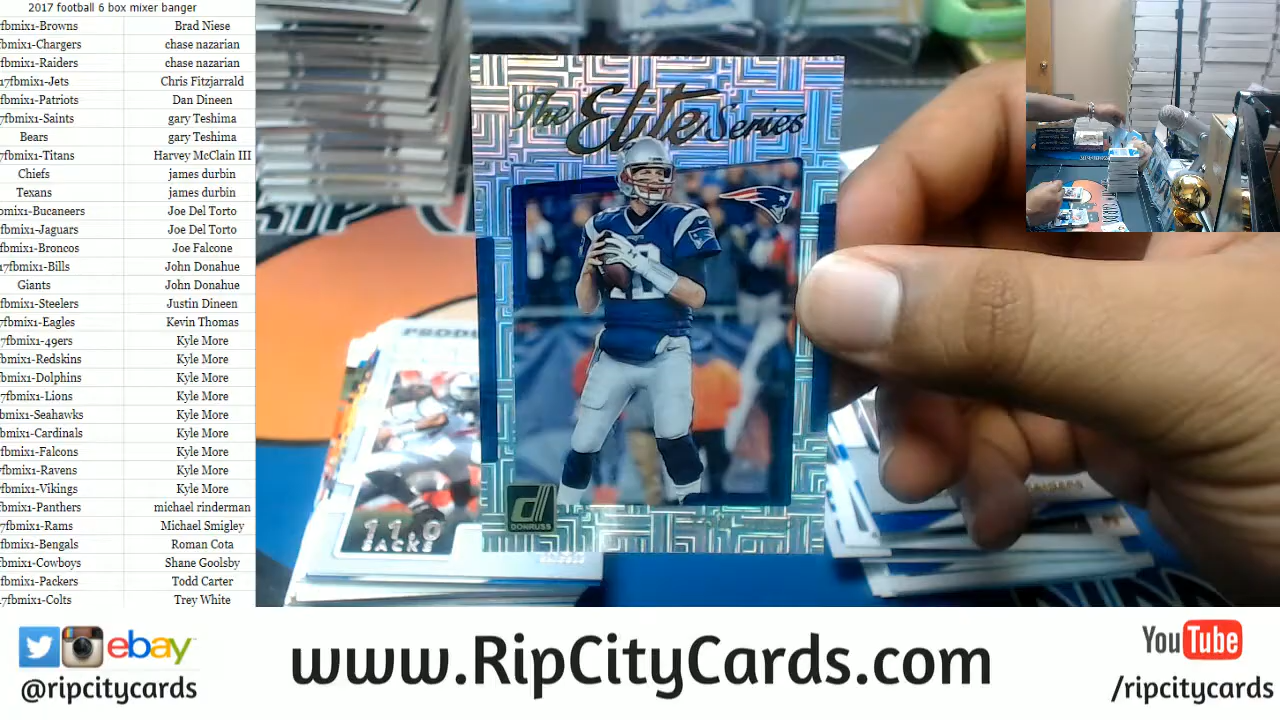 2017 football 6 box mixer banger
7fbmix1-Browns Brad Niese
fbmix1-Chargers chase nazarian
fbmix1-Raiders chase nazarian
17fbmix1-Jets Chris Fitzjarrald
fbmix1-Patriots Dan Dineen
7fbmix1-Saints gary Teshima
Bears gary Teshima
7fbmix1-Titans Harvey McClain III
Chiefs james durbin
Texans james durbin
bmix1-Bucaneers Joe Del Torto
bmix1-Jaguars Joe Del Torto
fbmix1-Broncos Joe Falcone
17fbmix1-Bills John Donahue
Giants John Donahue
fbmix1-Steelers Justin Dineen
7fbmix1-Eagles Kevin Thomas
7fbmix1-49ers Kyle More
fbmix1-Redskins Kyle More
fbmix1-Dolphins Kyle More
7fbmix1-Lions Kyle More
bmix1-Seahawks Kyle More
bmix1-Cardinals Kyle More
fbmix1-Falcons Kyle More
fbmix1-Ravens Kyle More
fbmix1-Vikings Kyle More
fbmix1-Panthers michael rinderman
7fbmix1-Rams Michael Smigley
fbmix1-Bengals Roman Cota
fbmix1-Cowboys Shane Goolsby
fbmix1-Packers Todd Carter
17fbmix1-Colts Trey White
The Elite Series
DONRUSS
110
SACKS
ebay
@ripcitycards
www.RipCityCards.com
YouTube
/ripcitycards